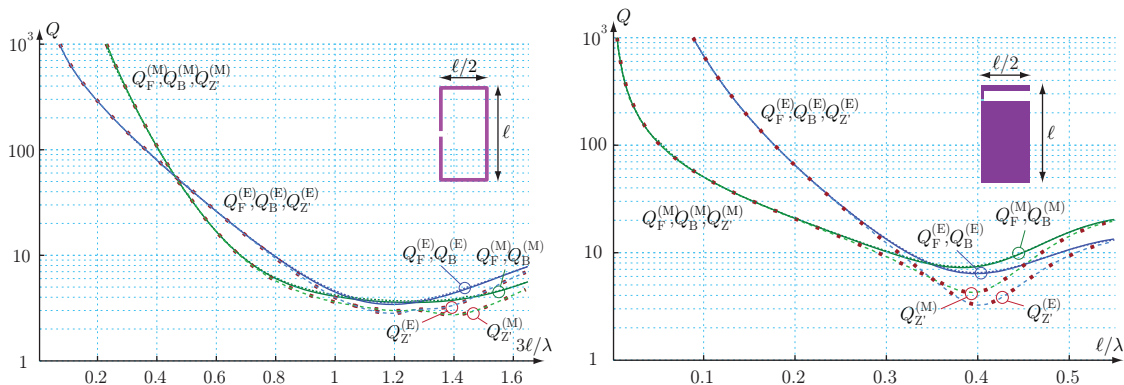 Q
10³
Q_F^(M),Q_B^(M),Q_Z'^(M)
ℓ/2
ℓ
100
Q_F^(E),Q_B^(E),Q_Z'^(E)
Q_F^(E),Q_B^(E)
Q_F^(M),Q_B^(M)
10
Q_Z'^(E)
Q_Z'^(M)
3ℓ/λ
1
0.2 0.4 0.6 0.8 1.0 1.2 1.4 1.6
Q
10³
ℓ/2
Q_F^(E),Q_B^(E),Q_Z'^(E)
ℓ
100
Q_F^(M),Q_B^(M),Q_Z'^(M)
Q_F^(M),Q_B^(M)
Q_F^(E),Q_B^(E)
10
Q_Z'^(M)
Q_Z'^(E)
ℓ/λ
1
0.1 0.2 0.3 0.4 0.5